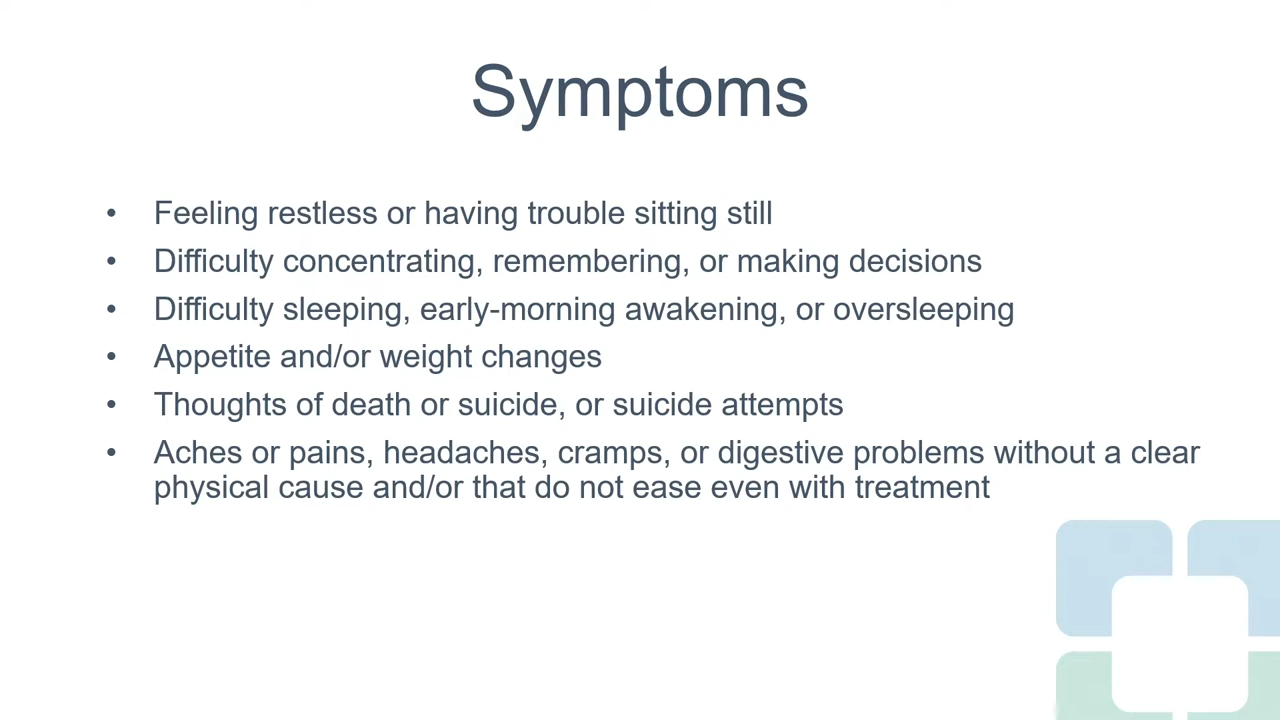 Symptoms
• Feeling restless or having trouble sitting still
• Difficulty concentrating, remembering, or making decisions
• Difficulty sleeping, early-morning awakening, or oversleeping
• Appetite and/or weight changes
• Thoughts of death or suicide, or suicide attempts
• Aches or pains, headaches, cramps, or digestive problems without a clear
physical cause and/or that do not ease even with treatment